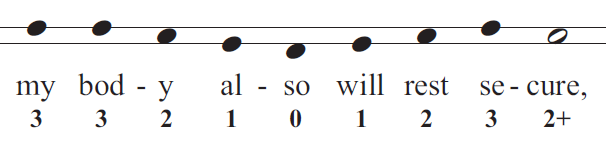 my bod - y al - so will rest se - cure,
3 3 2 1 0 1 2 3 2+